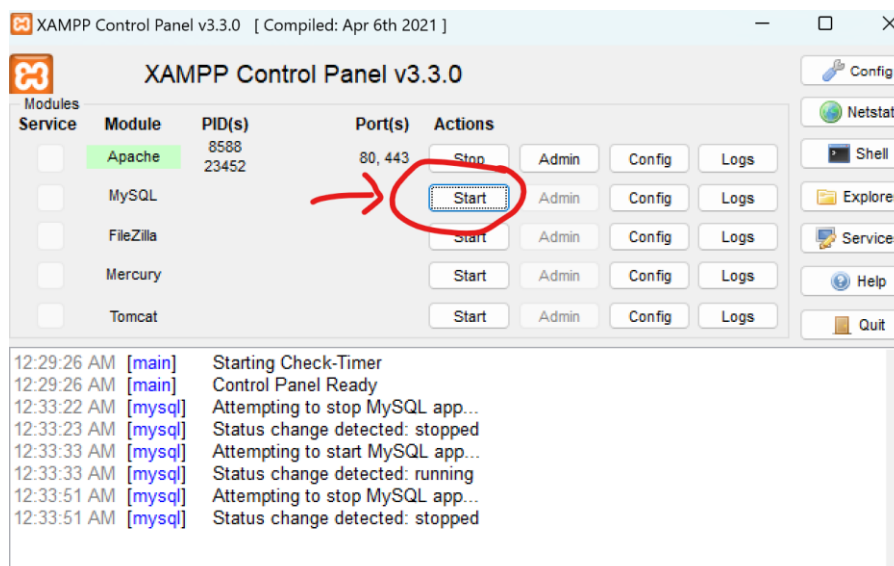 XAMPP Control Panel v3.3.0 [ Compiled: Apr 6th 2021 ]
XAMPP Control Panel v3.3.0
Config
Modules
Service Module PID(s) Port(s) Actions
Netstat
Apache 8588 23452 80, 443 Stop Admin Config Logs
Shell
MySQL Start Admin Config Logs
Explore
FileZilla Start Admin Config Logs
Service
Mercury Start Admin Config Logs
Help
Tomcat Start Admin Config Logs
Quit
12:29:26 AM [main] Starting Check-Timer
12:29:26 AM [main] Control Panel Ready
12:33:22 AM [mysql] Attempting to stop MySQL app...
12:33:23 AM [mysql] Status change detected: stopped
12:33:33 AM [mysql] Attempting to start MySQL app...
12:33:33 AM [mysql] Status change detected: running
12:33:51 AM [mysql] Attempting to stop MySQL app...
12:33:51 AM [mysql] Status change detected: stopped